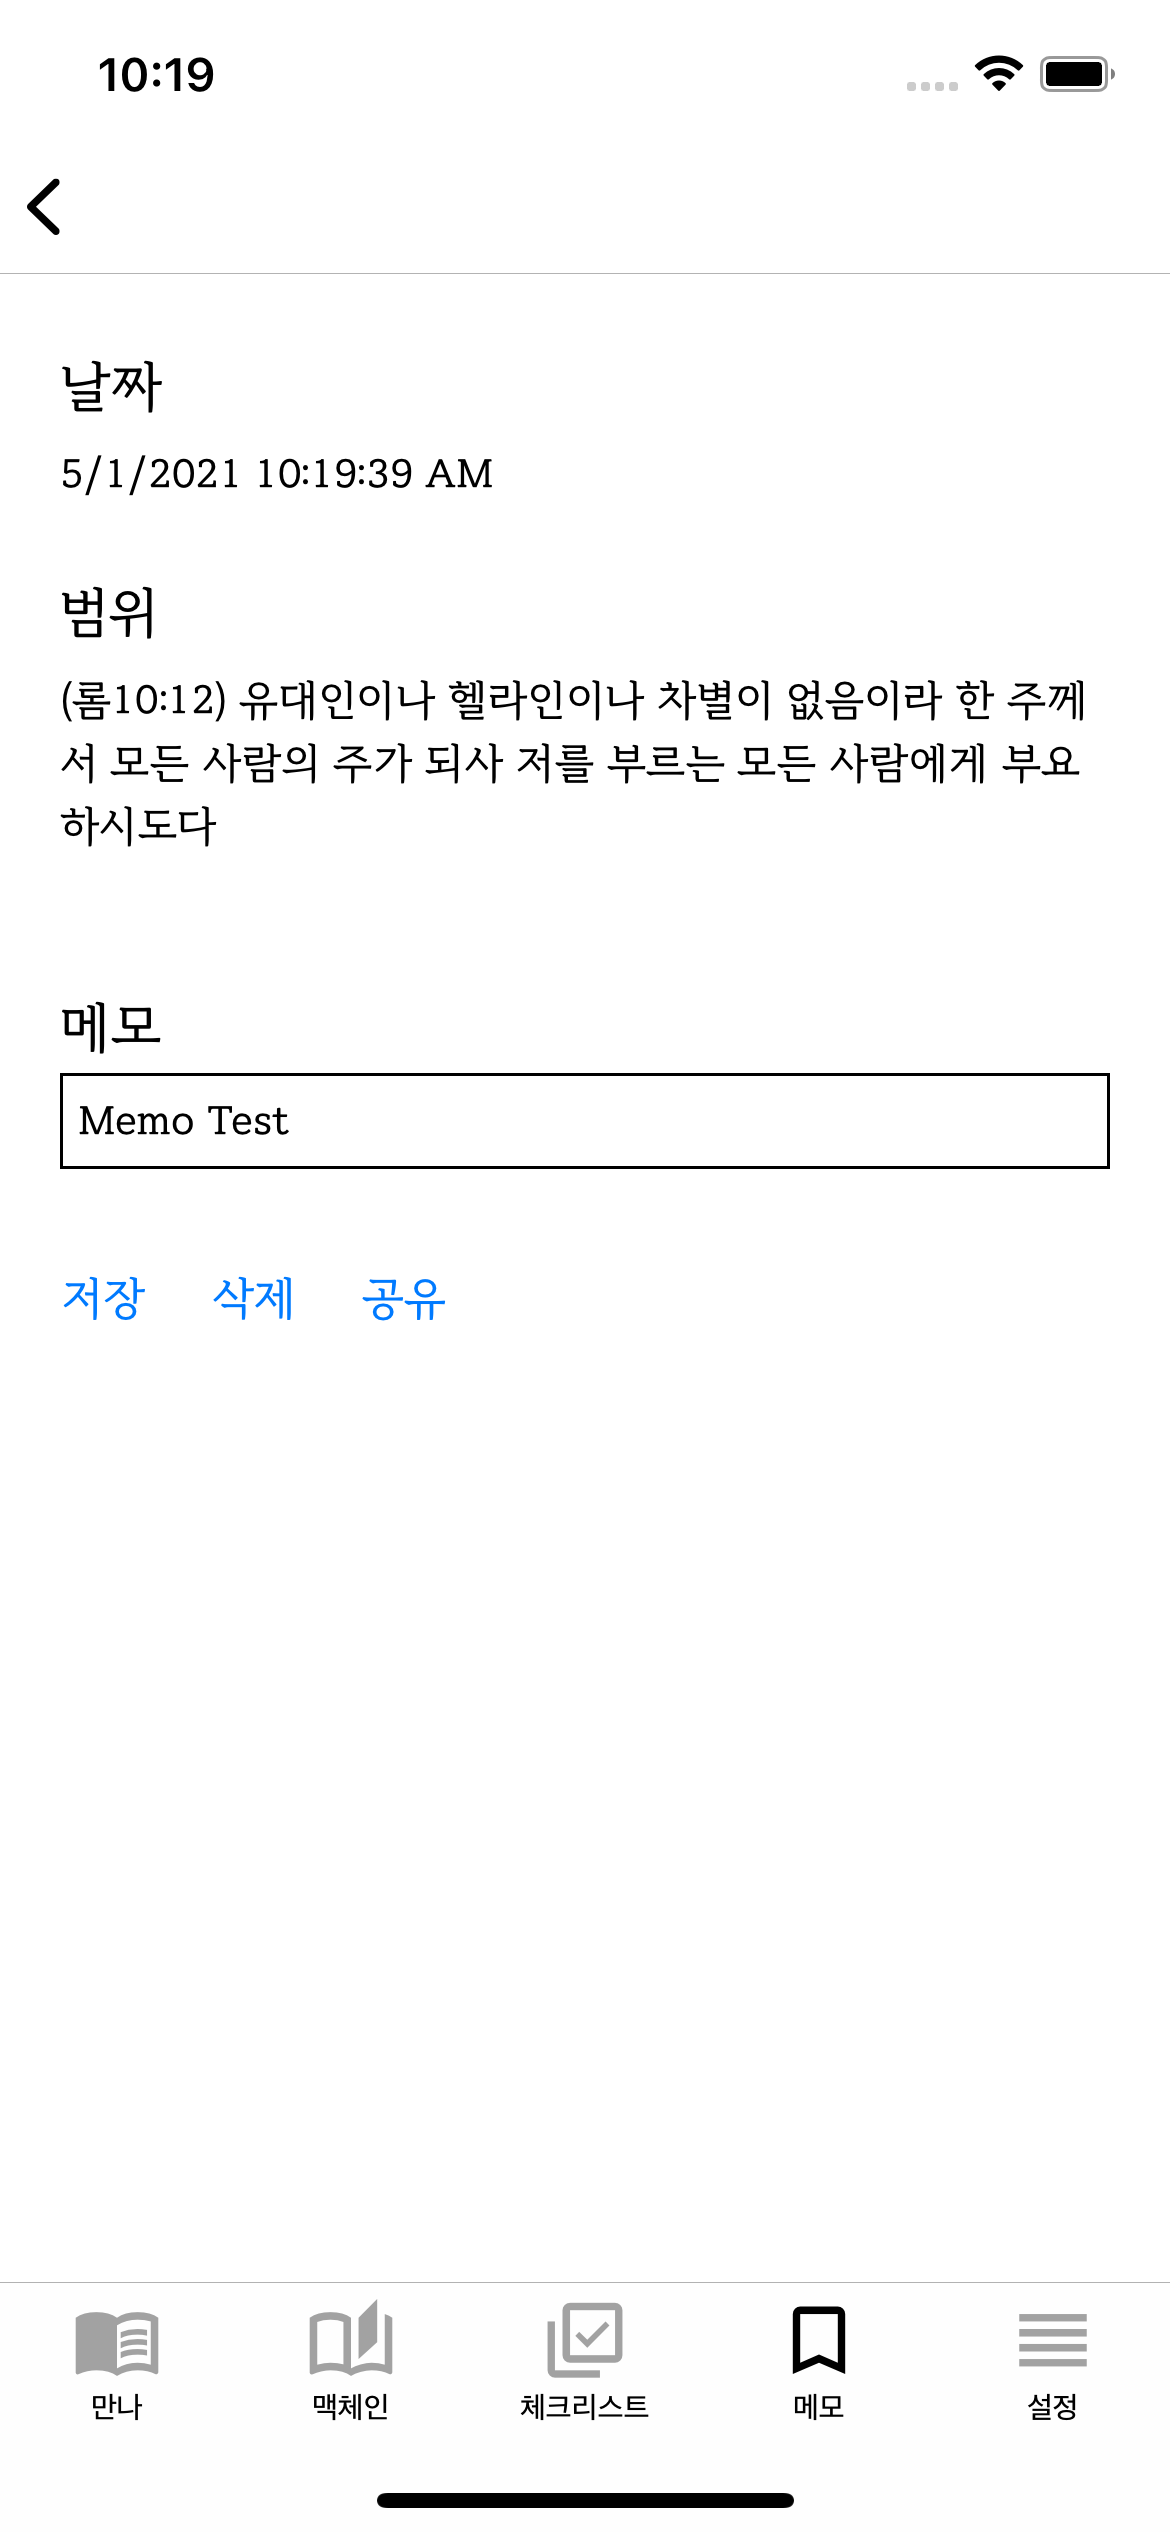 10:19
날짜
5/1/2021 10:19:39 AM
범위
(롬10:12) 유대인이나 헬라인이나 차별이 없음이라 한 주께
서 모든 사람의 주가 되사 저를 부르는 모든 사람에게 부요
하시도다
메모
Memo Test
저장 삭제 공유
만나 맥체인 체크리스트 메모 설정